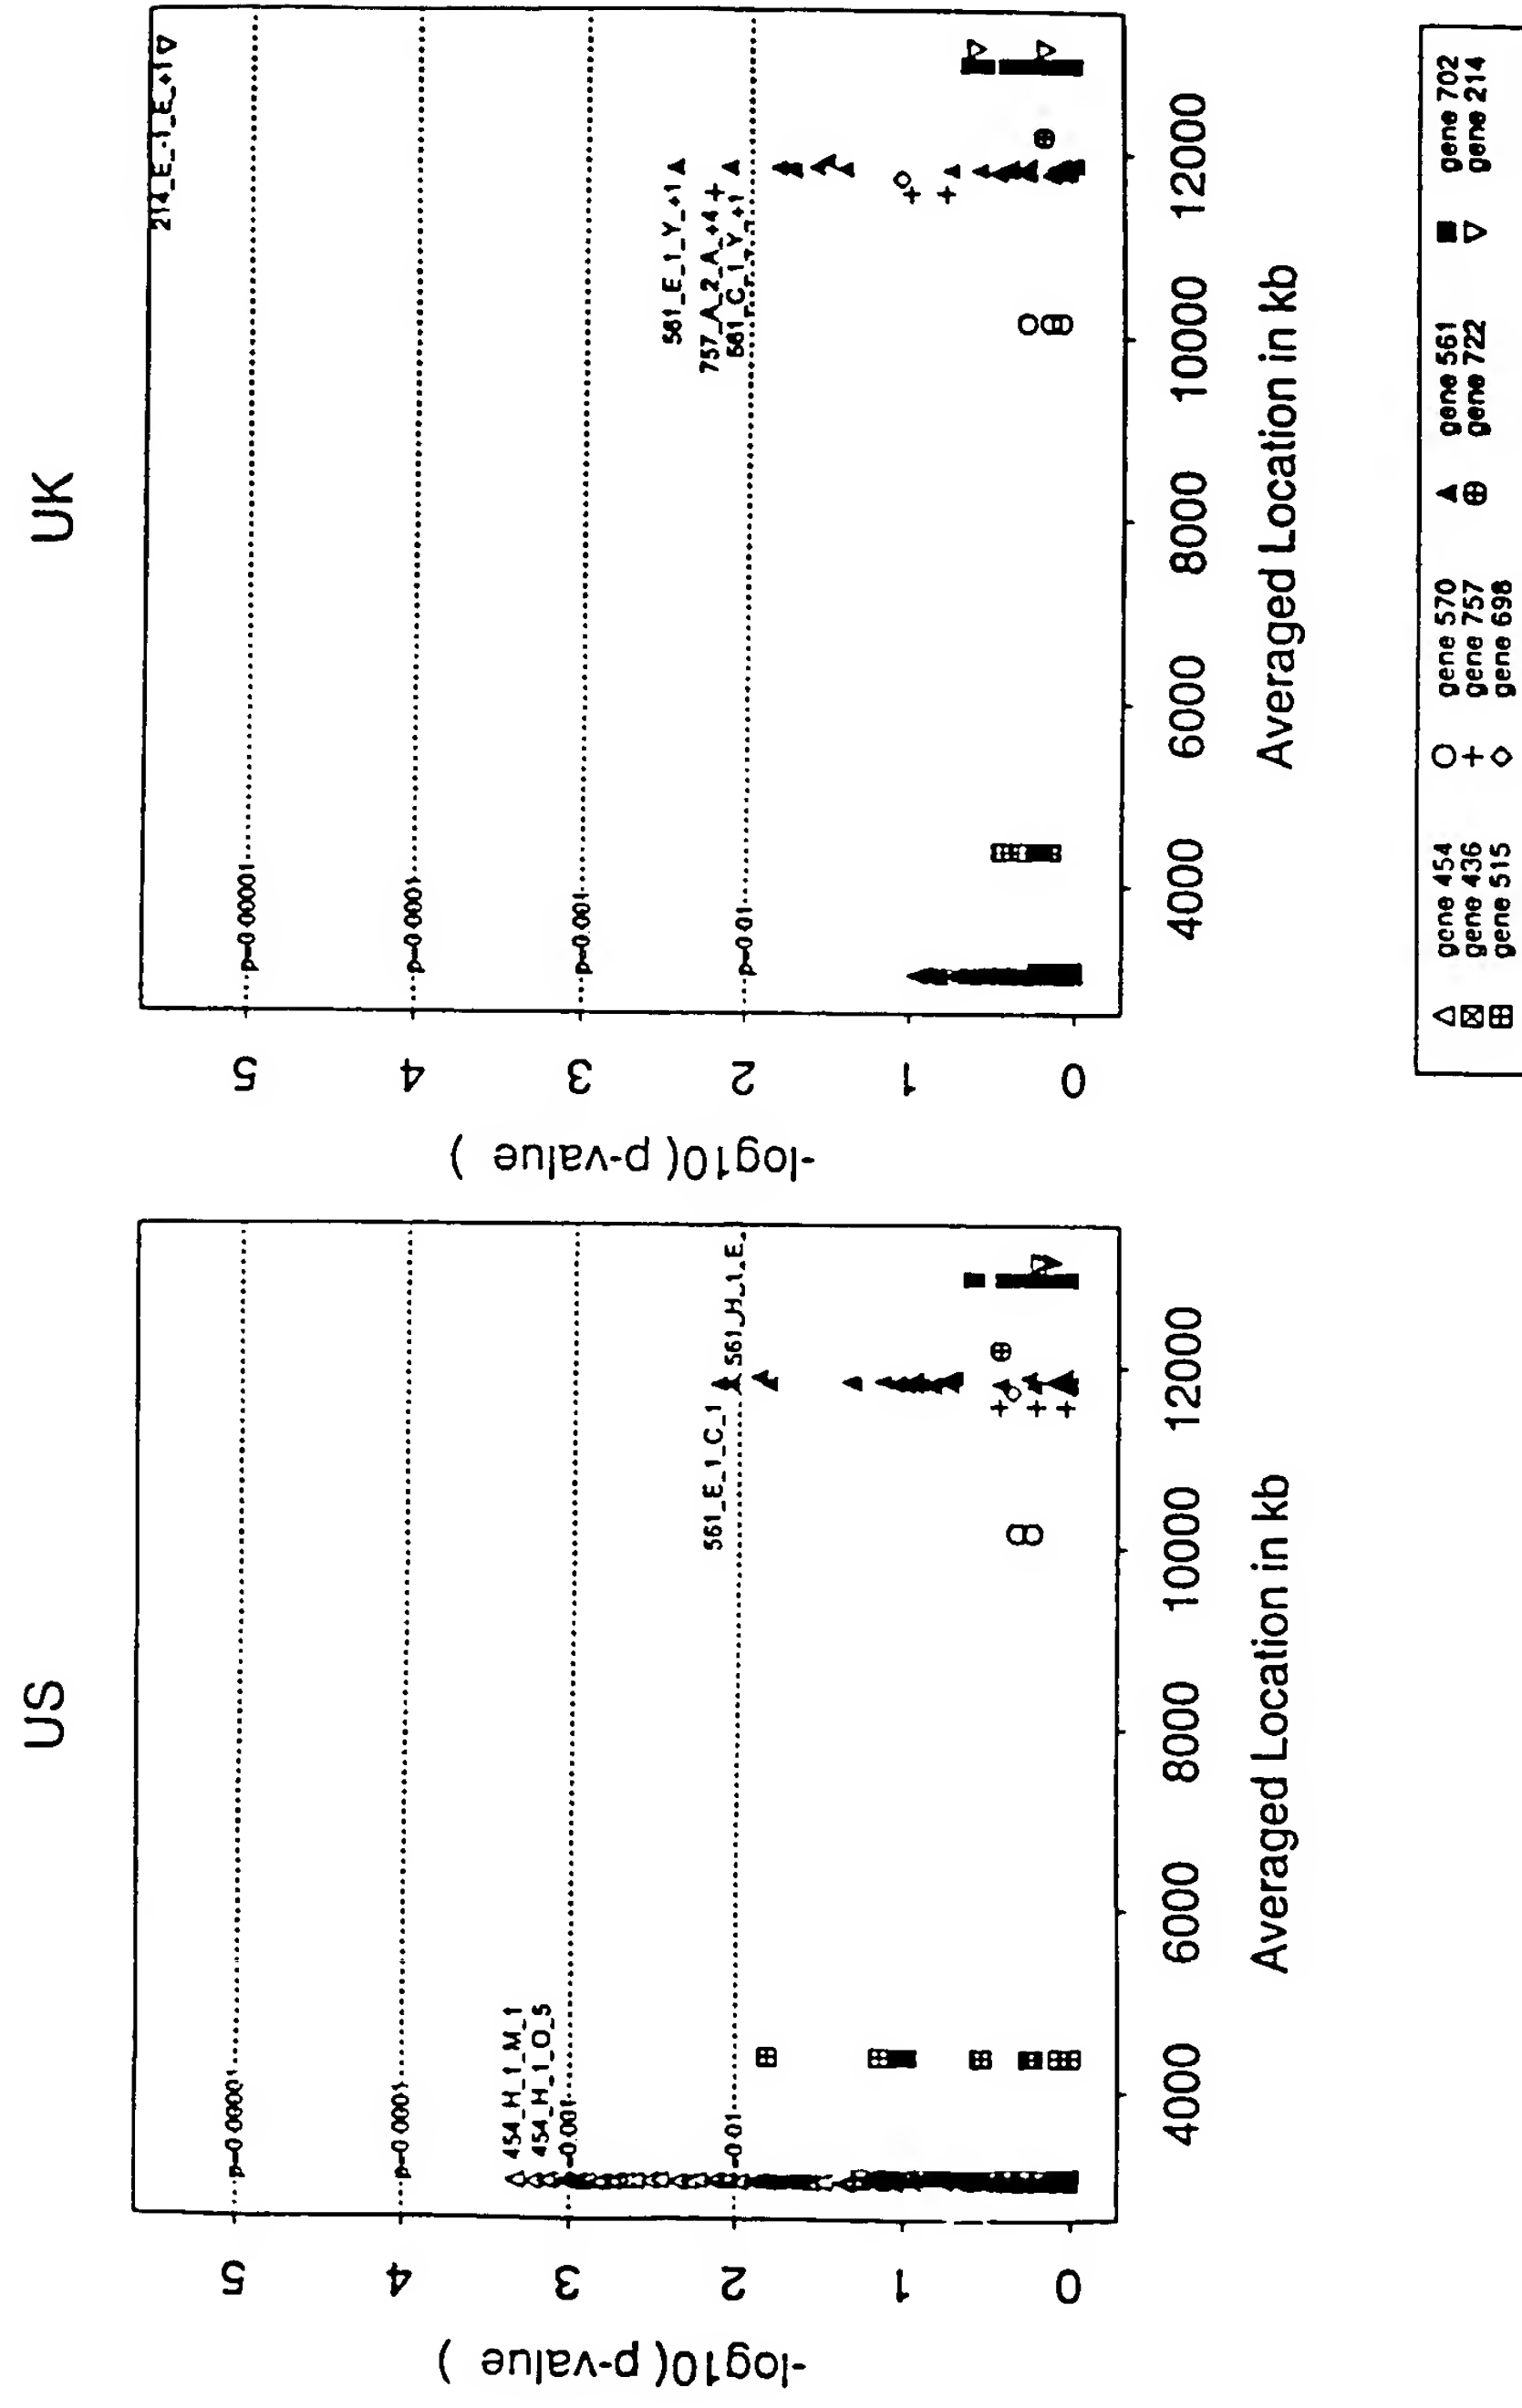 US
-log10( p-value )
5
4
3
2
1
0
p=0.0001
454_H_1_M_1
454_H_1_O_5
-0.001
-0.01
561_E_1_C_1
561_H_1_E_
4000
6000
8000
10000
12000
Averaged Location in kb
UK
-log10( p-value )
5
4
3
2
1
0
214_E_-1_E_+1
p=0.00001
p=0.0001
p=0.001
p=0.01
561_E_1_Y_+1
757_A_2_A_+4
561_C_1_Y_+1
4000
6000
8000
10000
12000
Averaged Location in kb
gene 454
gene 436
gene 515
gene 570
gene 757
gene 698
gene 561
gene 722
gene 702
gene 214